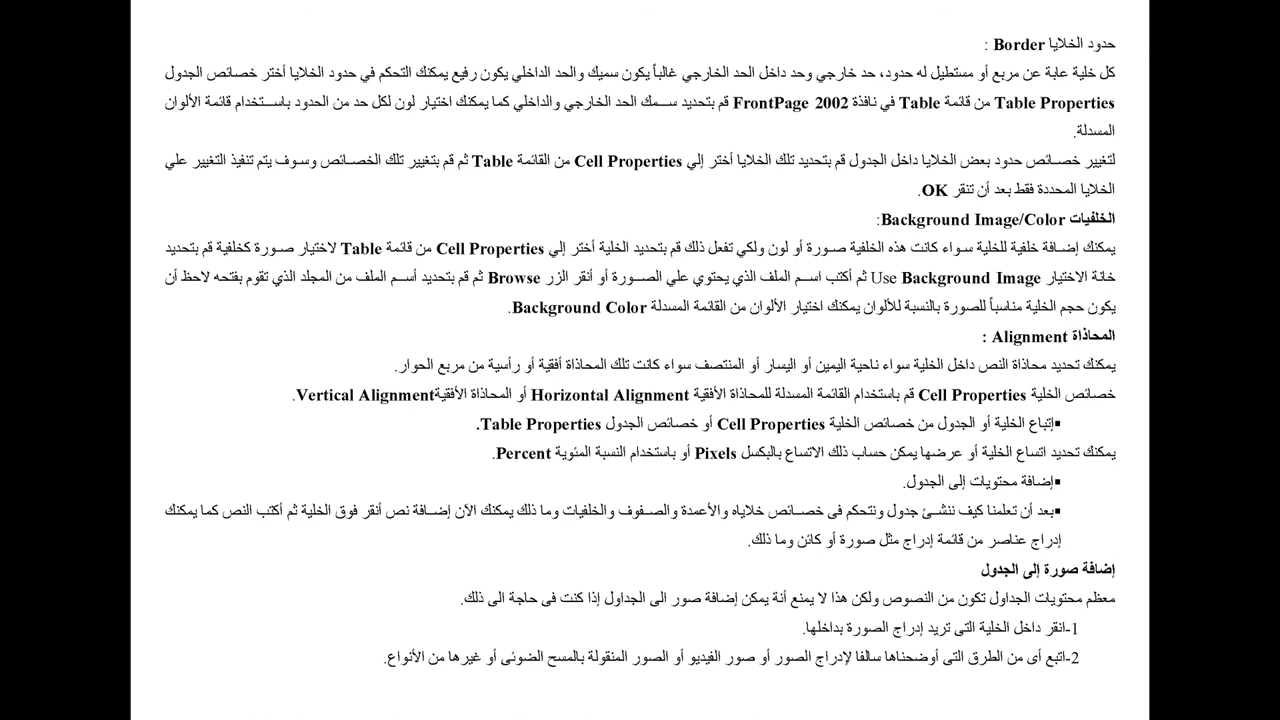 حدود الخلايا Border :
كل خلية عابة عن مربع أو مستطيل له حدود، حد خارجي وحد داخل الحد الخارجي غالباً يكون سميك والحد الداخلي يكون رفيع يمكنك التحكم في حدود الخلايا أختر خصائص الجدول
Table Properties من قائمة Table في نافذة FrontPage 2002 قم بتحديد سمك الحد الخارجي والداخلي كما يمكنك اختيار لون لكل حد من الحدود باستخدام قائمة الألوان
المسدلة.
لتغيير خصائص حدود بعض الخلايا داخل الجدول قم بتحديد تلك الخلايا أختر إلي Cell Properties من القائمة Table ثم قم بتغيير تلك الخصائص وسوف يتم تنفيذ التغيير علي
الخلايا المحددة فقط بعد أن تنقر OK.
الخلفيات Background Image/Color:
يمكنك إضافة خلفية للخلية سواء كانت هذه الخلفية صورة أو لون ولكي تفعل ذلك قم بتحديد الخلية أختر إلي Cell Properties من قائمة Table لاختيار صورة كخلفية قم بتحديد
خانة الاختيار Use Background Image ثم أكتب اسم الملف الذي يحتوي علي الصورة أو أنقر الزر Browse ثم قم بتحديد أسم الملف من المجلد الذي تقوم بفتحه لاحظ أن
يكون حجم الخلية مناسباً للصورة بالنسبة للألوان يمكنك اختيار الألوان من القائمة المسدلة Background Color.
المحاذاة Alignment :
يمكنك تحديد محاذاة النص داخل الخلية سواء ناحية اليمين أو اليسار أو المنتصف سواء كانت تلك المحاذاة أفقية أو رأسية من مربع الحوار.
خصائص الخلية Cell Properties قم باستخدام القائمة المسدلة للمحاذاة الأفقية Horizontal Alignment أو المحاذاة الأفقيةVertical Alignment.
▪إتباع الخلية أو الجدول من خصائص الخلية Cell Properties أو خصائص الجدول Table Properties.
يمكنك تحديد اتساع الخلية أو عرضها يمكن حساب ذلك الاتساع بالبكسل Pixels أو باستخدام النسبة المئوية Percent.
▪إضافة محتويات إلى الجدول.
▪بعد أن تعلمنا كيف ننشئ جدول ونتحكم فى خصائص خلاياه والأعمدة والصفوف والخلفيات وما ذلك يمكنك الآن إضافة نص أنقر فوق الخلية ثم أكتب النص كما يمكنك
إدراج عناصر من قائمة إدراج مثل صورة أو كائن وما ذلك.
إضافة صورة إلى الجدول
معظم محتويات الجداول تكون من النصوص ولكن هذا لا يمنع أنة يمكن إضافة صور الى الجداول إذا كنت فى حاجة الى ذلك.
1-انقر داخل الخلية التى تريد إدراج الصورة بداخلها.
2-اتبع أى من الطرق التى أوضحناها سالفا لإدراج الصور أو صور الفيديو أو الصور المنقولة بالمسح الضوئى أو غيرها من الأنواع.